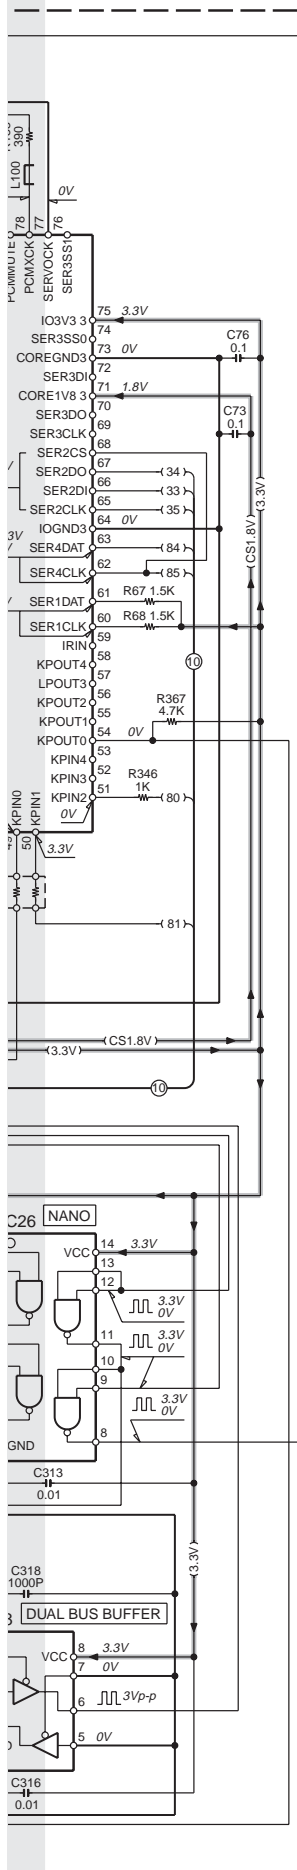 390
L100
0V
78
77
76
PCMMUTE
PCMXCK
SERVOCK
SER3SS1
IO3V3 3
75
3.3V
SER3SS0
74
COREGND3
73
0V
C76
0.1
SER3DI
72
CORE1V8 3
71
1.8V
SER3DO
70
C73
0.1
SER3CLK
69
SER2CS
68
SER2DO
67
34
SER2DI
66
33
SER2CLK
65
35
IOGND3
64
0V
(3.3V)
(CS1.8V)
3V
SER4DAT
63
84
SER4CLK
62
85
SER1DAT
61
R67 1.5K
SER1CLK
60
R68 1.5K
IRIN
59
KPOUT4
58
10
LPOUT3
57
KPOUT2
56
R367
4.7K
KPOUT1
55
KPOUT0
54
0V
KPIN4
53
KPIN3
52
R346
1K
KPIN2
51
80
0V
KPIN0
KPIN1
49
50
3.3V
81
(CS1.8V)
(3.3V)
10
C26
NANO
VCC
14
3.3V
13
12
3.3V
0V
11
3.3V
0V
10
9
3.3V
0V
8
GND
C313
0.01
(3.3V)
C318
1000P
3
DUAL BUS BUFFER
VCC
8
3.3V
7
0V
6
3Vp-p
5
0V
C316
0.01